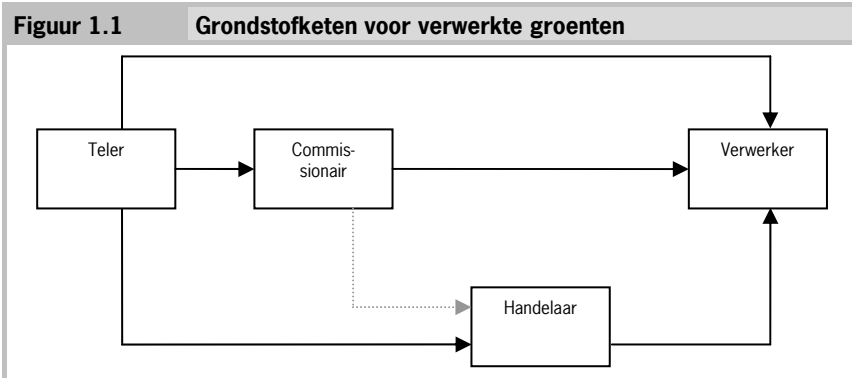 Figuur 1.1 Grondstofketen voor verwerkte groenten
Teler
Commis-
sionair
Verwerker
Handelaar